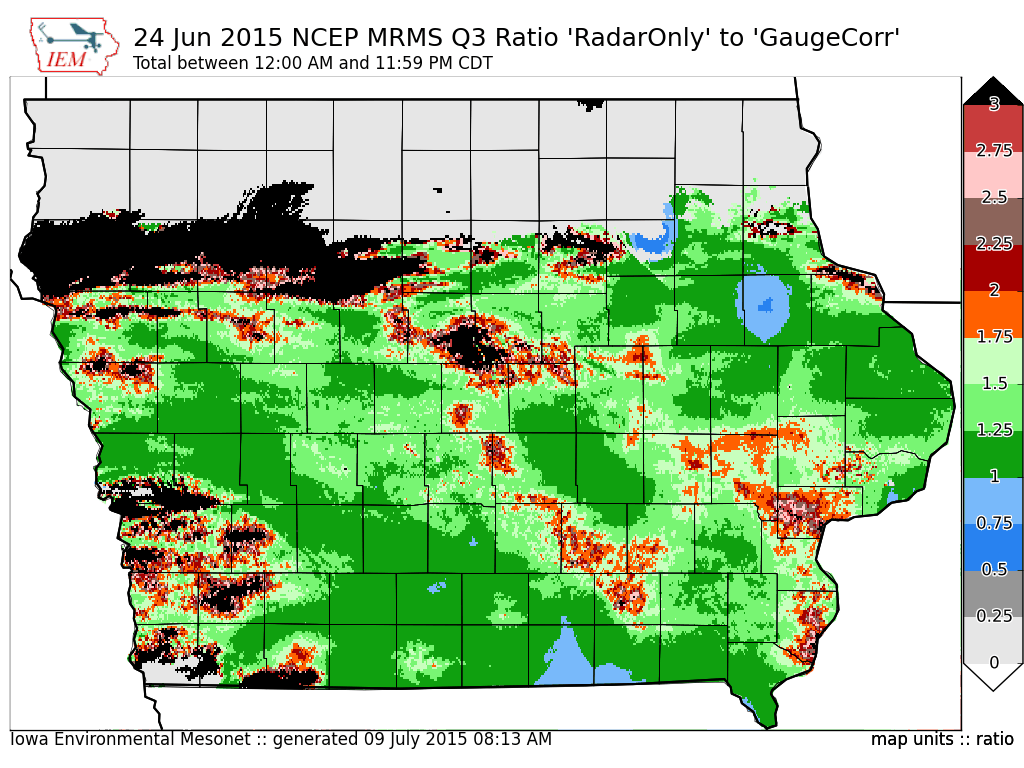 24 Jun 2015 NCEP MRMS Q3 Ratio 'RadarOnly' to 'GaugeCorr'
IEM
Total between 12:00 AM and 11:59 PM CDT
3
2.75
2.5
2.25
2
1.75
1.5
1.25
1
0.75
0.5
0.25
0
Iowa Environmental Mesonet :: generated 09 July 2015 08:13 AM
map units :: ratio